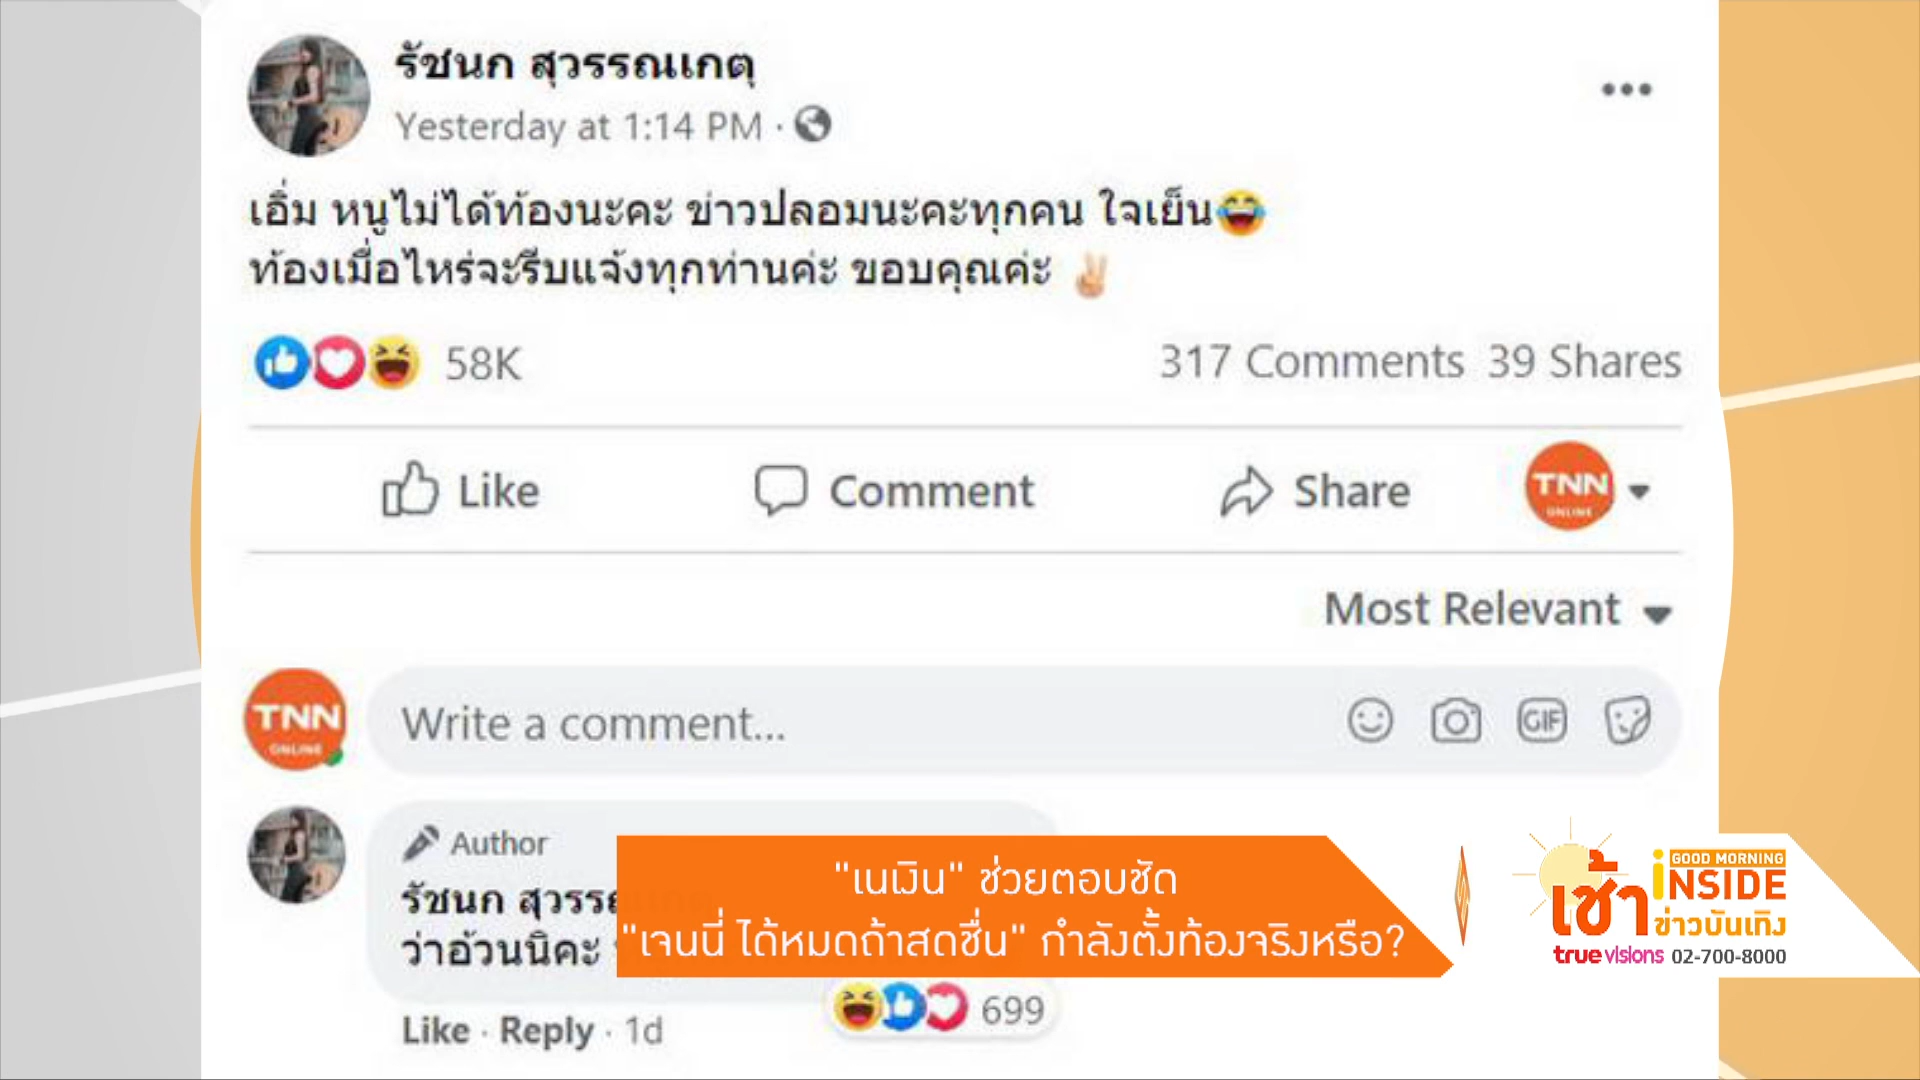 รัชนก สุวรรณเกตุ
Yesterday at 1:14 PM ·
เอิ่ม หนูไม่ได้ท้องนะคะ ข่าวปลอมนะคะทุกคน ใจเย็น😂
ท้องเมื่อไหร่จะรีบแจ้งทุกท่านค่ะ ขอบคุณค่ะ ✌🏻
58K
317 Comments 39 Shares
Like Comment Share
TNN
ONLINE
Most Relevant
TNN
ONLINE
Write a comment...
GIF
Author
รัชนก
ว่าอ้วนนิคะ
Like · Reply · 1d
699
"เนเงิน" ช่วยตอบชัด
"เจนนี่ ได้หมดถ้าสดชื่น" กำลังตั้งท้องจริงหรือ?
GOOD MORNING
เช้า iNSIDE
ข่าวบันเทิง
truevisions 02-700-8000